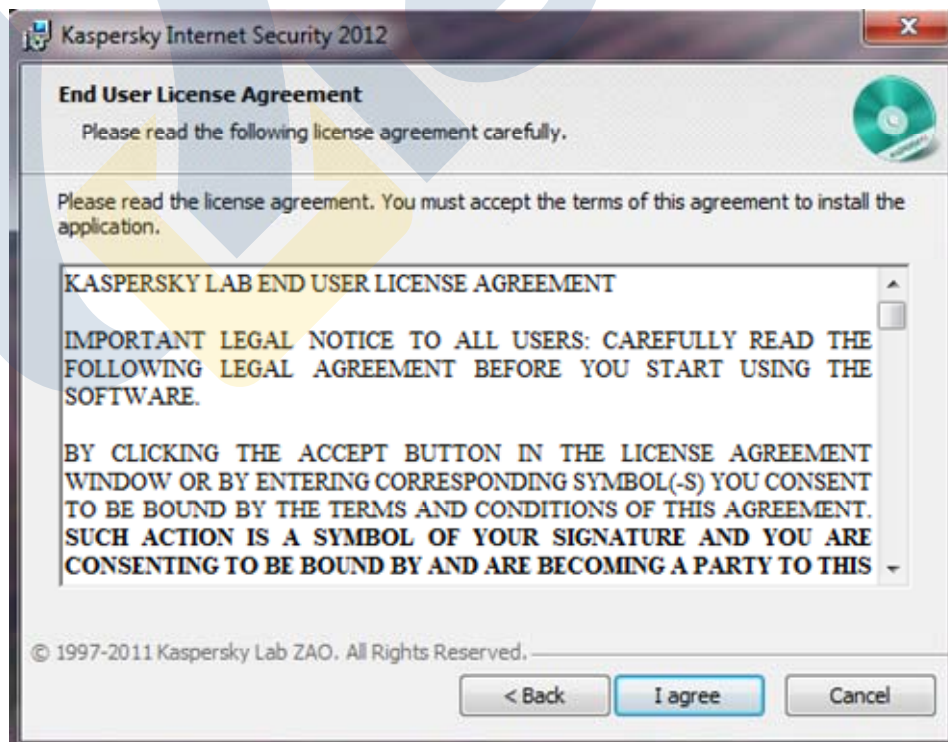 Kaspersky Internet Security 2012
End User License Agreement
Please read the following license agreement carefully.
Please read the license agreement. You must accept the terms of this agreement to install the
application.
KASPERSKY LAB END USER LICENSE AGREEMENT
IMPORTANT LEGAL NOTICE TO ALL USERS: CAREFULLY READ THE
FOLLOWING LEGAL AGREEMENT BEFORE YOU START USING THE
SOFTWARE.
BY CLICKING THE ACCEPT BUTTON IN THE LICENSE AGREEMENT
WINDOW OR BY ENTERING CORRESPONDING SYMBOL(-S) YOU CONSENT
TO BE BOUND BY THE TERMS AND CONDITIONS OF THIS AGREEMENT.
SUCH ACTION IS A SYMBOL OF YOUR SIGNATURE AND YOU ARE
CONSENTING TO BE BOUND BY AND ARE BECOMING A PARTY TO THIS
© 1997-2011 Kaspersky Lab ZAO. All Rights Reserved.
< Back I agree Cancel